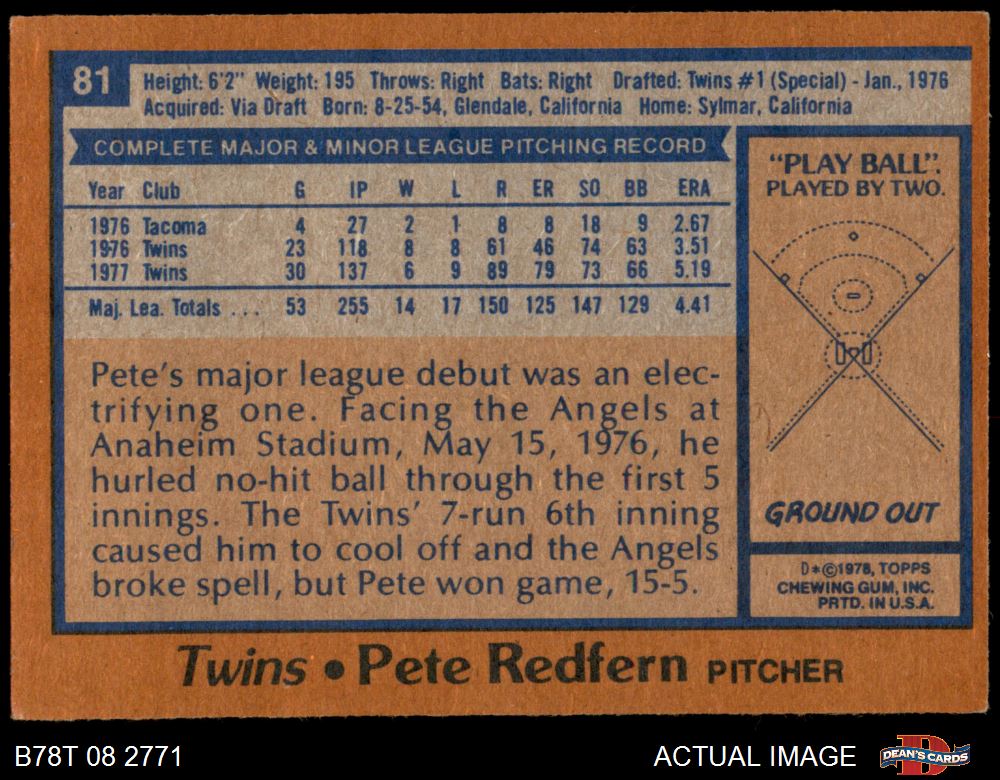 81
Height: 6'2" Weight: 195 Throws: Right Bats: Right Drafted: Twins #1 (Special) - Jan., 1976
Acquired: Via Draft Born: 8-25-54, Glendale, California Home: Sylmar, California
COMPLETE MAJOR & MINOR LEAGUE PITCHING RECORD
Year Club G IP W L R ER SO BB ERA
1976 Tacoma 4 27 2 1 8 8 18 9 2.67
1976 Twins 23 118 8 8 61 46 74 63 3.51
1977 Twins 30 137 6 9 89 79 73 66 5.19
Maj. Lea. Totals . . . 53 255 14 17 150 125 147 129 4.41
Pete's major league debut was an elec-
trifying one. Facing the Angels at
Anaheim Stadium, May 15, 1976, he
hurled no-hit ball through the first 5
innings. The Twins' 7-run 6th inning
caused him to cool off and the Angels
broke spell, but Pete won game, 15-5.
"PLAY BALL".
PLAYED BY TWO.
GROUND OUT
D*©1978, TOPPS
CHEWING GUM, INC.
PRTD. IN U.S.A.
Twins • Pete Redfern PITCHER
B78T 08 2771
ACTUAL IMAGE
D
DEAN'S CARDS